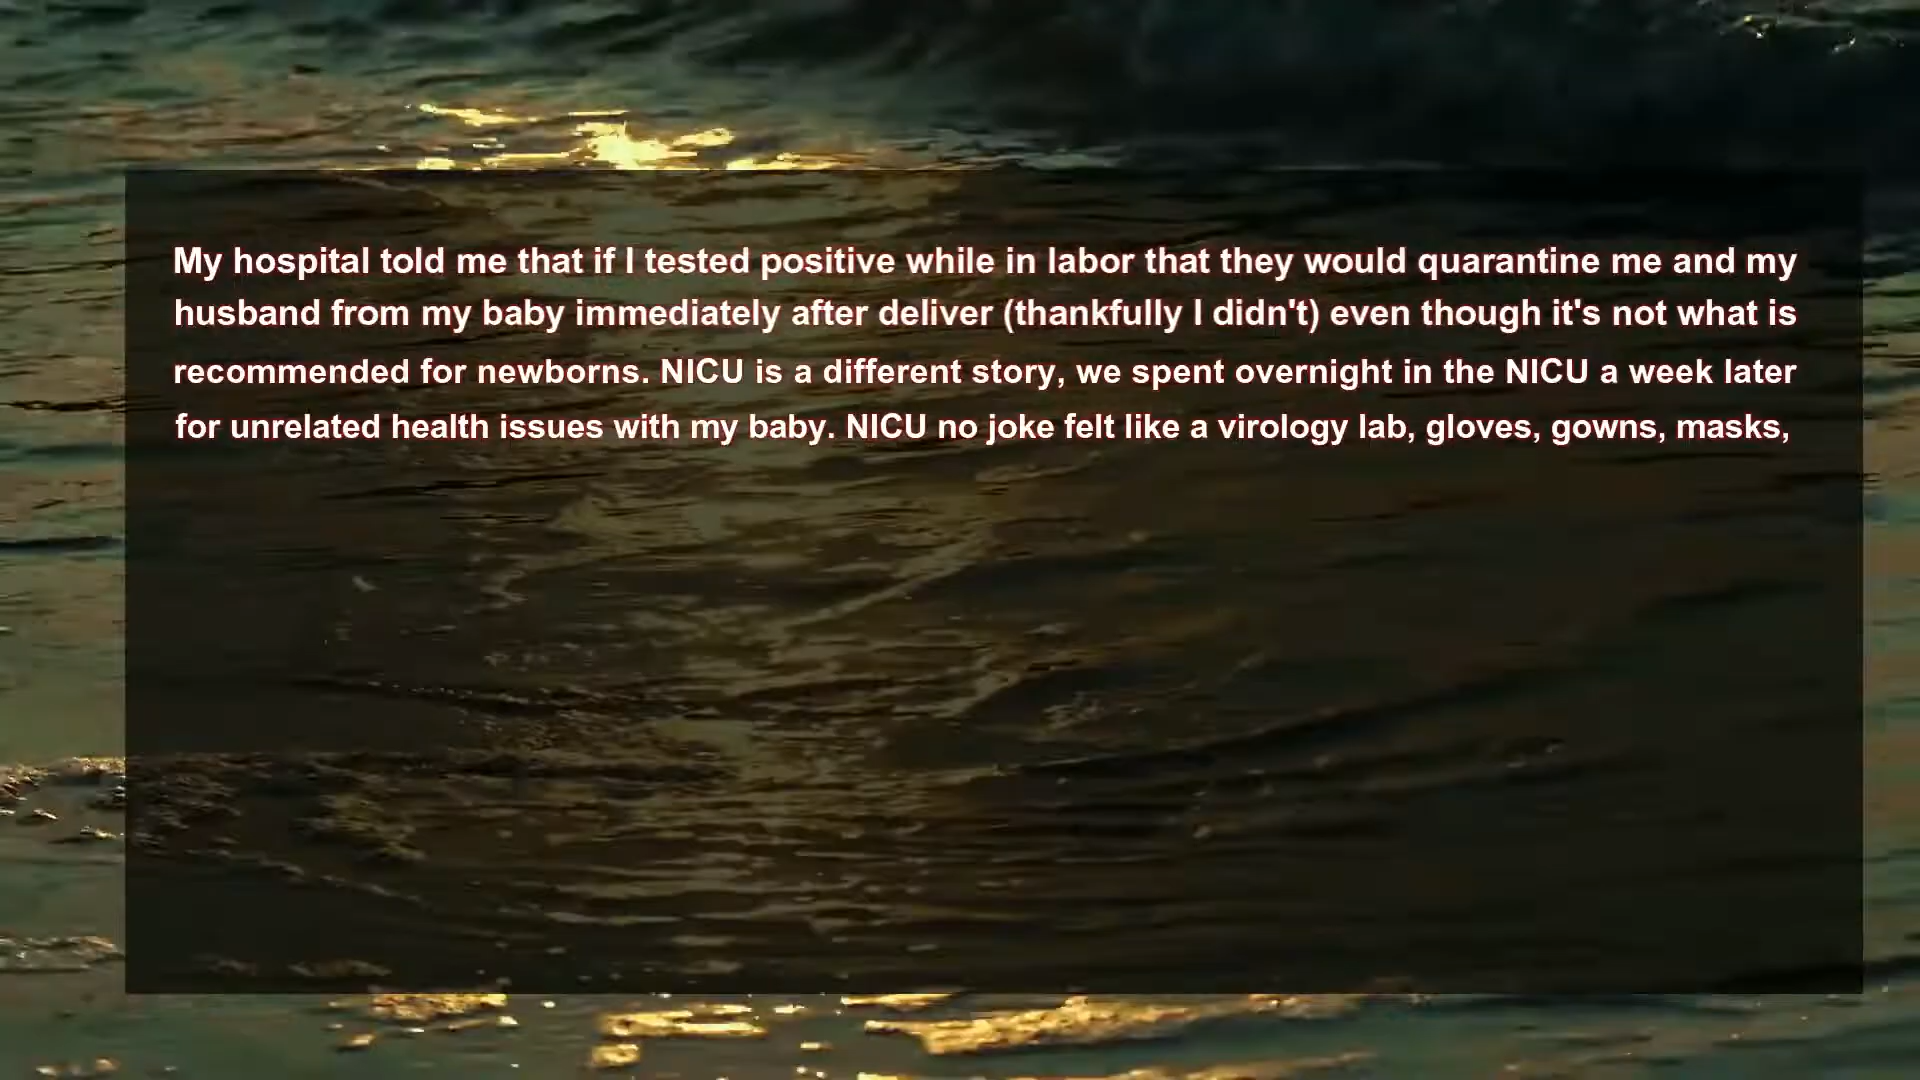 My hospital told me that if I tested positive while in labor that they would quarantine me and my
husband from my baby immediately after deliver (thankfully I didn't) even though it's not what is
recommended for newborns. NICU is a different story, we spent overnight in the NICU a week later
for unrelated health issues with my baby. NICU no joke felt like a virology lab, gloves, gowns, masks,